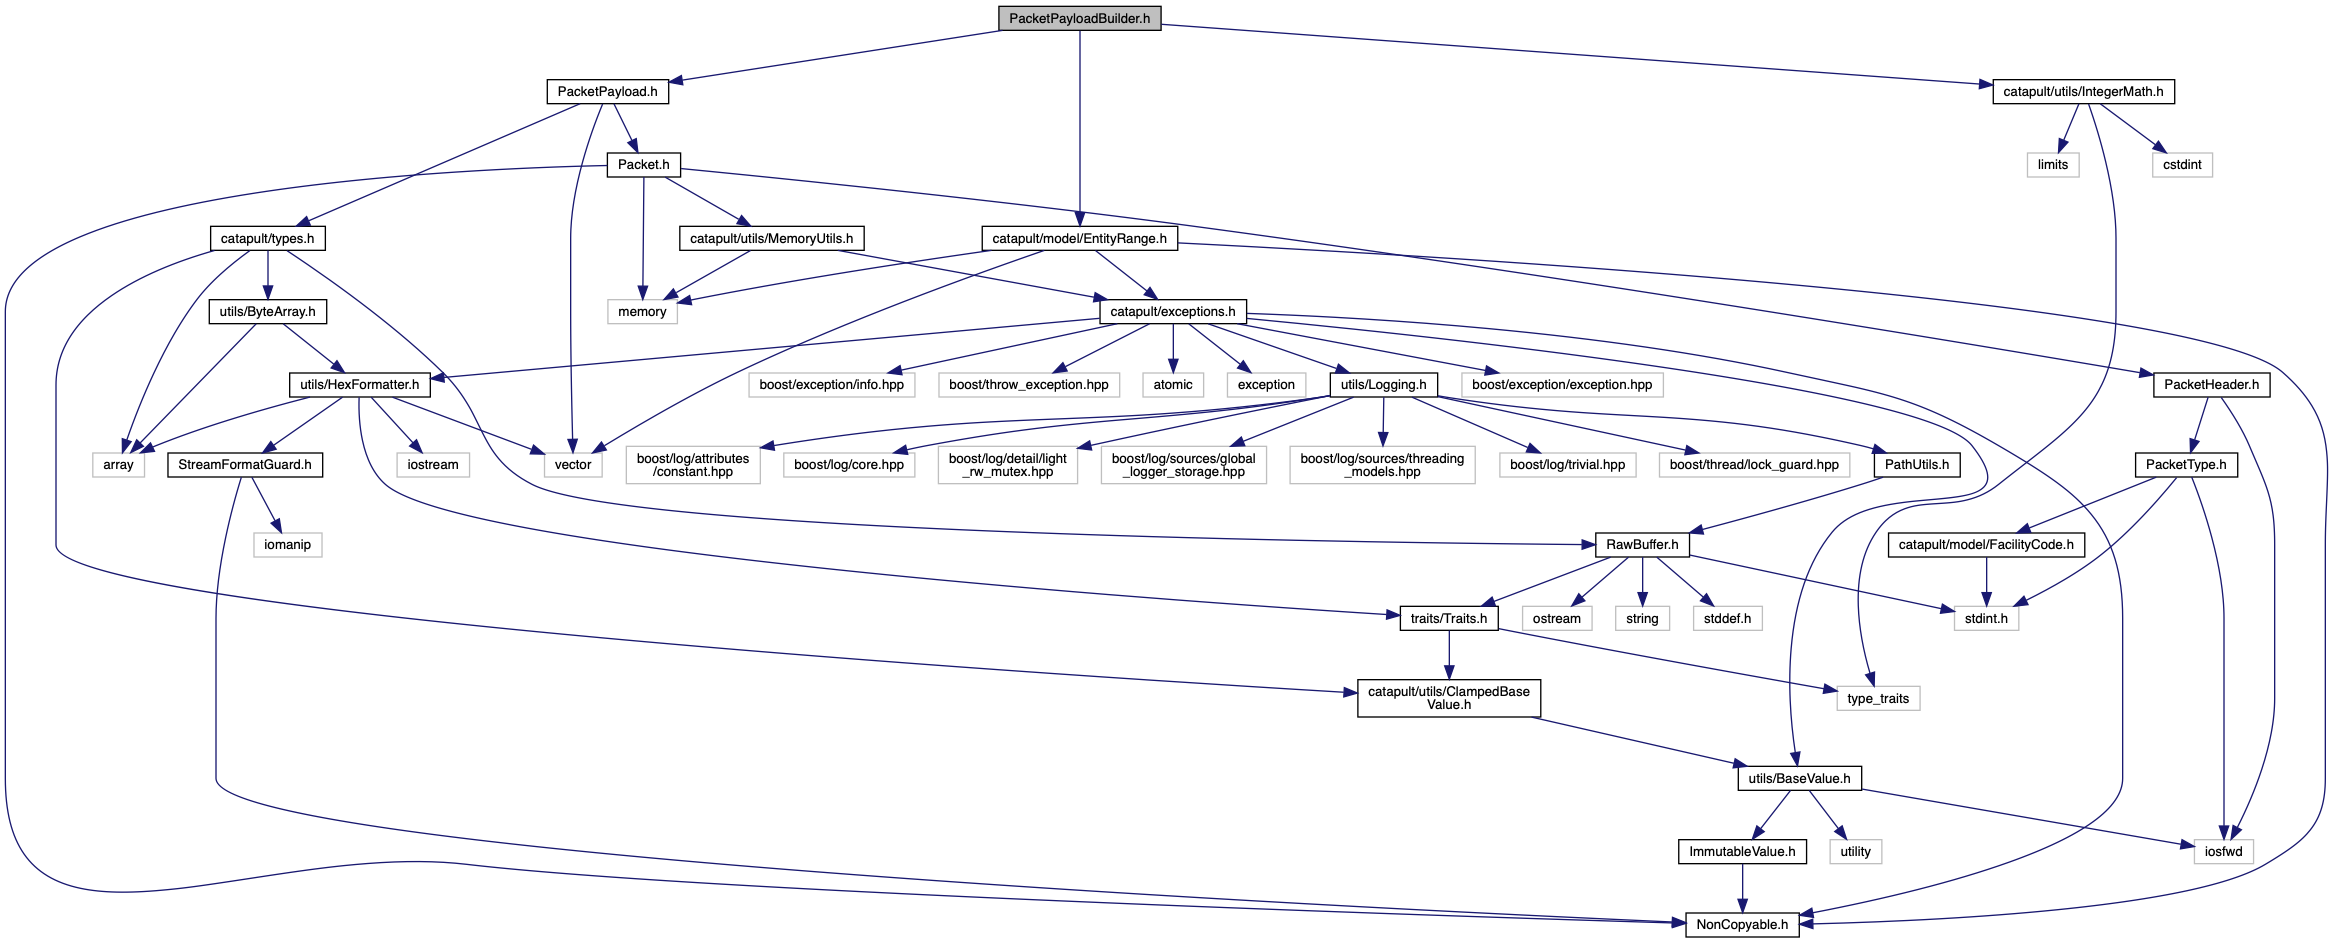 PacketPayloadBuilder.h
PacketPayload.h
catapult/utils/IntegerMath.h
Packet.h
limits
cstdint
catapult/types.h
catapult/utils/MemoryUtils.h
catapult/model/EntityRange.h
utils/ByteArray.h
memory
catapult/exceptions.h
utils/HexFormatter.h
boost/exception/info.hpp
boost/throw_exception.hpp
atomic
exception
utils/Logging.h
boost/exception/exception.hpp
PacketHeader.h
array
StreamFormatGuard.h
iostream
vector
boost/log/attributes
/constant.hpp
boost/log/core.hpp
boost/log/detail/light
_rw_mutex.hpp
boost/log/sources/global
_logger_storage.hpp
boost/log/sources/threading
_models.hpp
boost/log/trivial.hpp
boost/thread/lock_guard.hpp
PathUtils.h
PacketType.h
iomanip
RawBuffer.h
catapult/model/FacilityCode.h
traits/Traits.h
ostream
string
stddef.h
stdint.h
catapult/utils/ClampedBase
Value.h
type_traits
utils/BaseValue.h
ImmutableValue.h
utility
iosfwd
NonCopyable.h